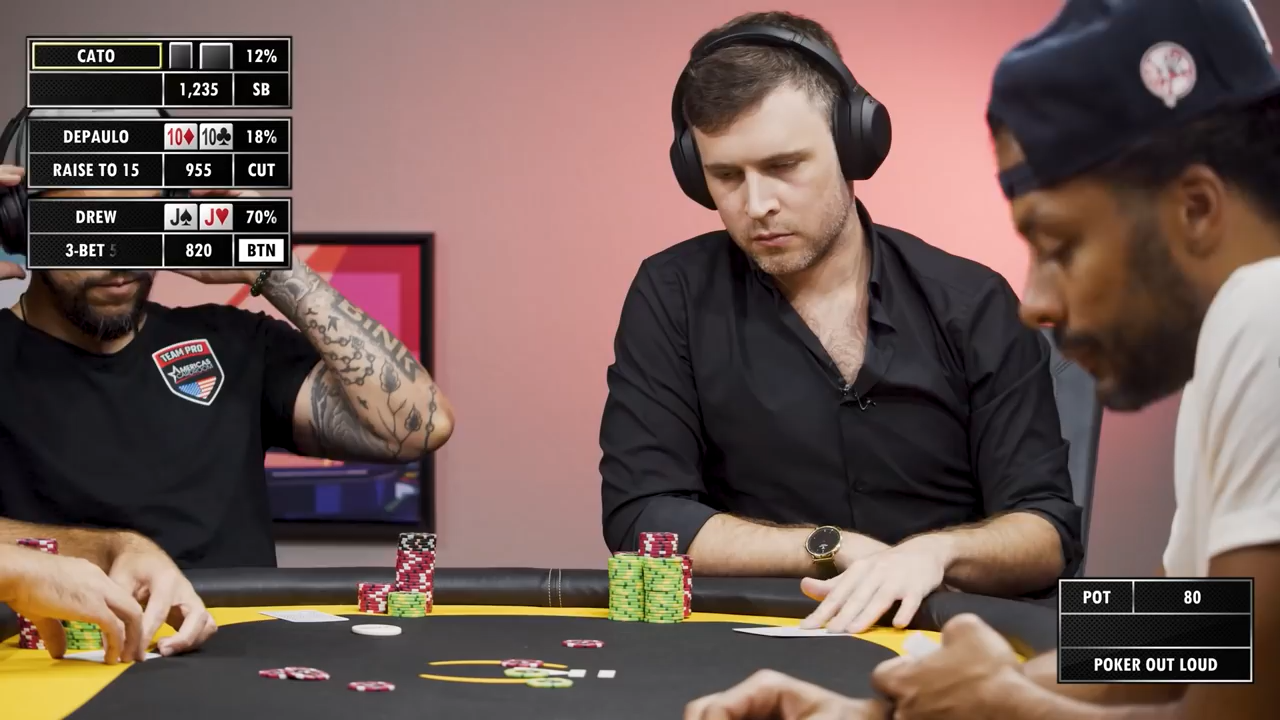 CATO 12%
1,235 SB
DEPAULO 10♦ 10♣ 18%
RAISE TO 15 955 CUT
DREW J♠ J♥ 70%
3-BET 5 820 BTN
TEAM PRO
AMERICAS
POT 80
POKER OUT LOUD